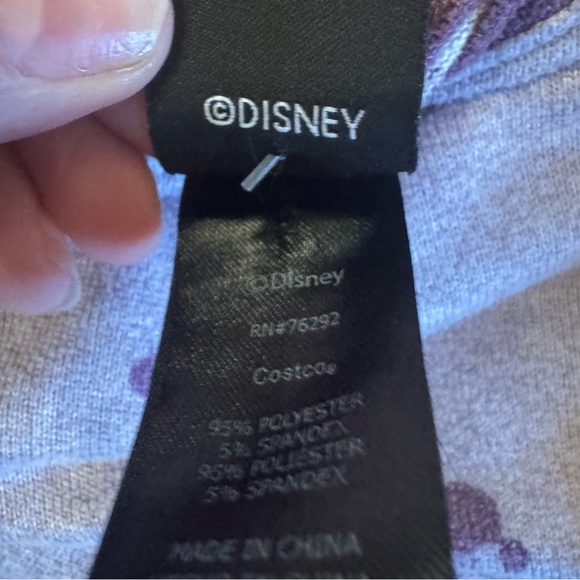 ©DISNEY
©Disney
RN#76292
Costco®
95% POLYESTER
5% SPANDEX
95% POLIESTER
5% SPANDEX
MADE IN CHINA